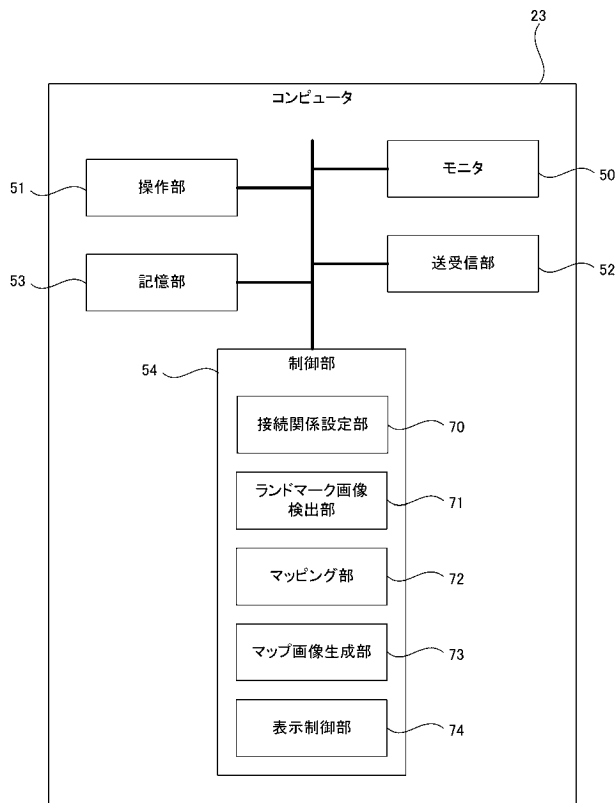 23
コンピュータ
51
操作部
モニタ
50
53
記憶部
送受信部
52
54
制御部
接続関係設定部
70
ランドマーク画像
検出部
71
マッピング部
72
マップ画像生成部
73
表示制御部
74